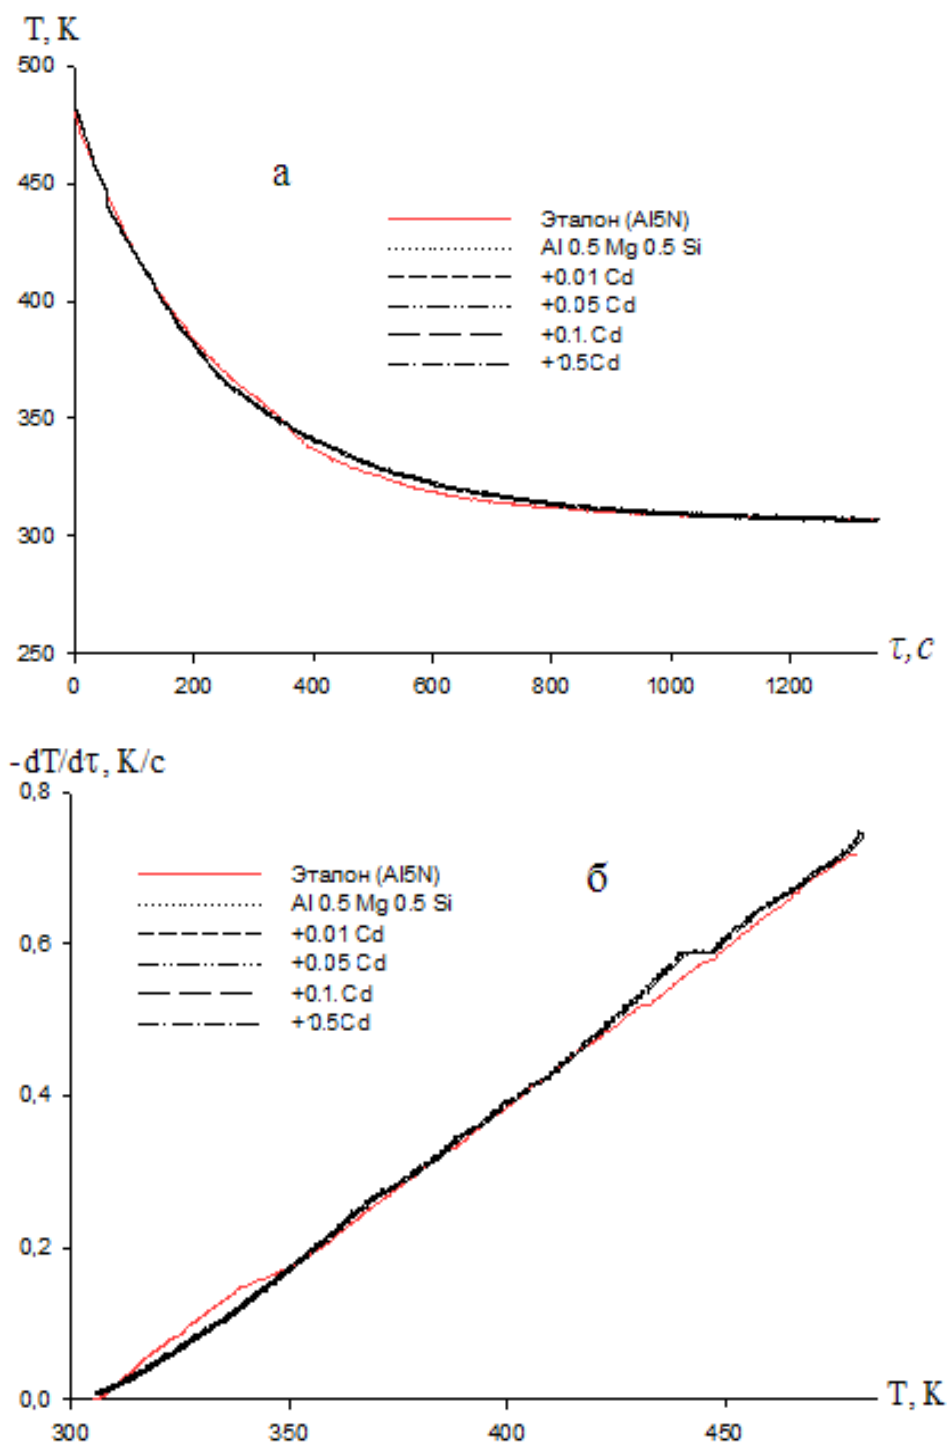 T, K
500
а
450
Эталон (Al5N)
Al 0.5 Mg 0.5 Si
+0.01 Cd
400
+0.05 Cd
+0.1. Cd
+0.5Cd
350
300
250
τ, c
0 200 400 600 800 1000 1200
-dT/dτ, K/c
0,8
б
Эталон (Al5N)
Al 0.5 Mg 0.5 Si
+0.01 Cd
0,6
+0.05 Cd
+0.1. Cd
+0.5Cd
0,4
0,2
0,0
T, K
300 350 400 450